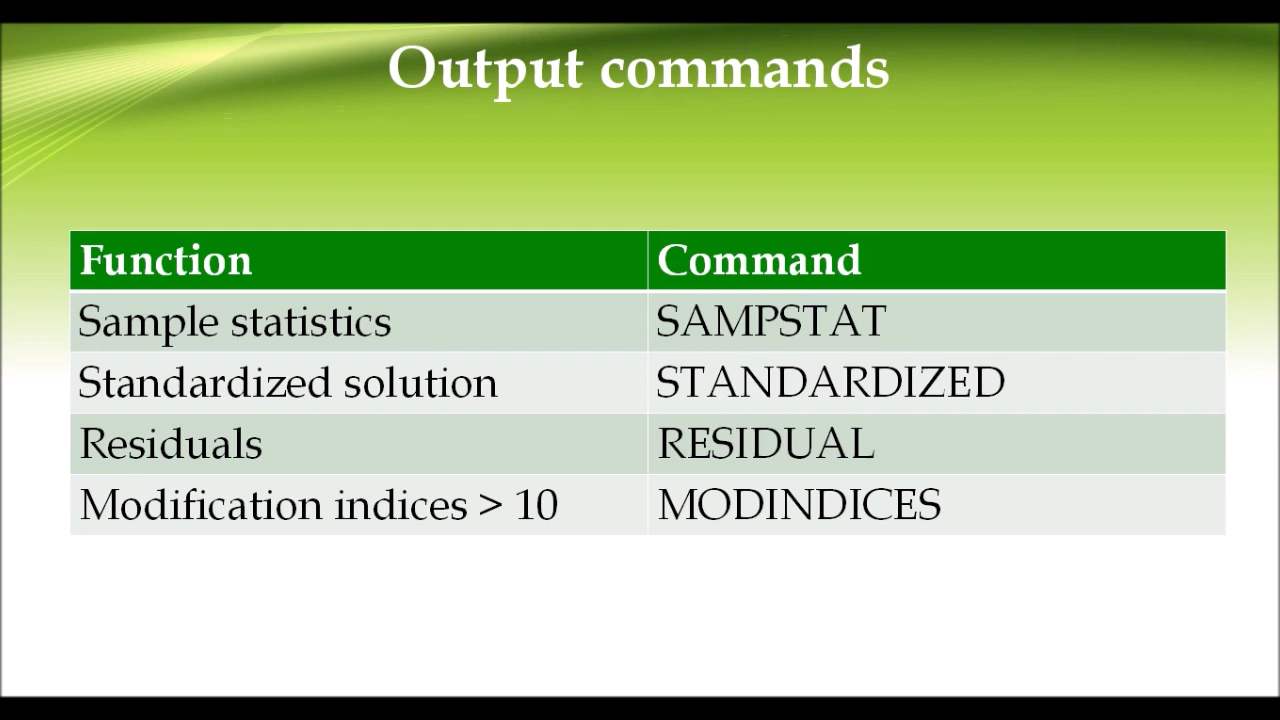 Output commands
Function Command
Sample statistics SAMPSTAT
Standardized solution STANDARDIZED
Residuals RESIDUAL
Modification indices > 10 MODINDICES